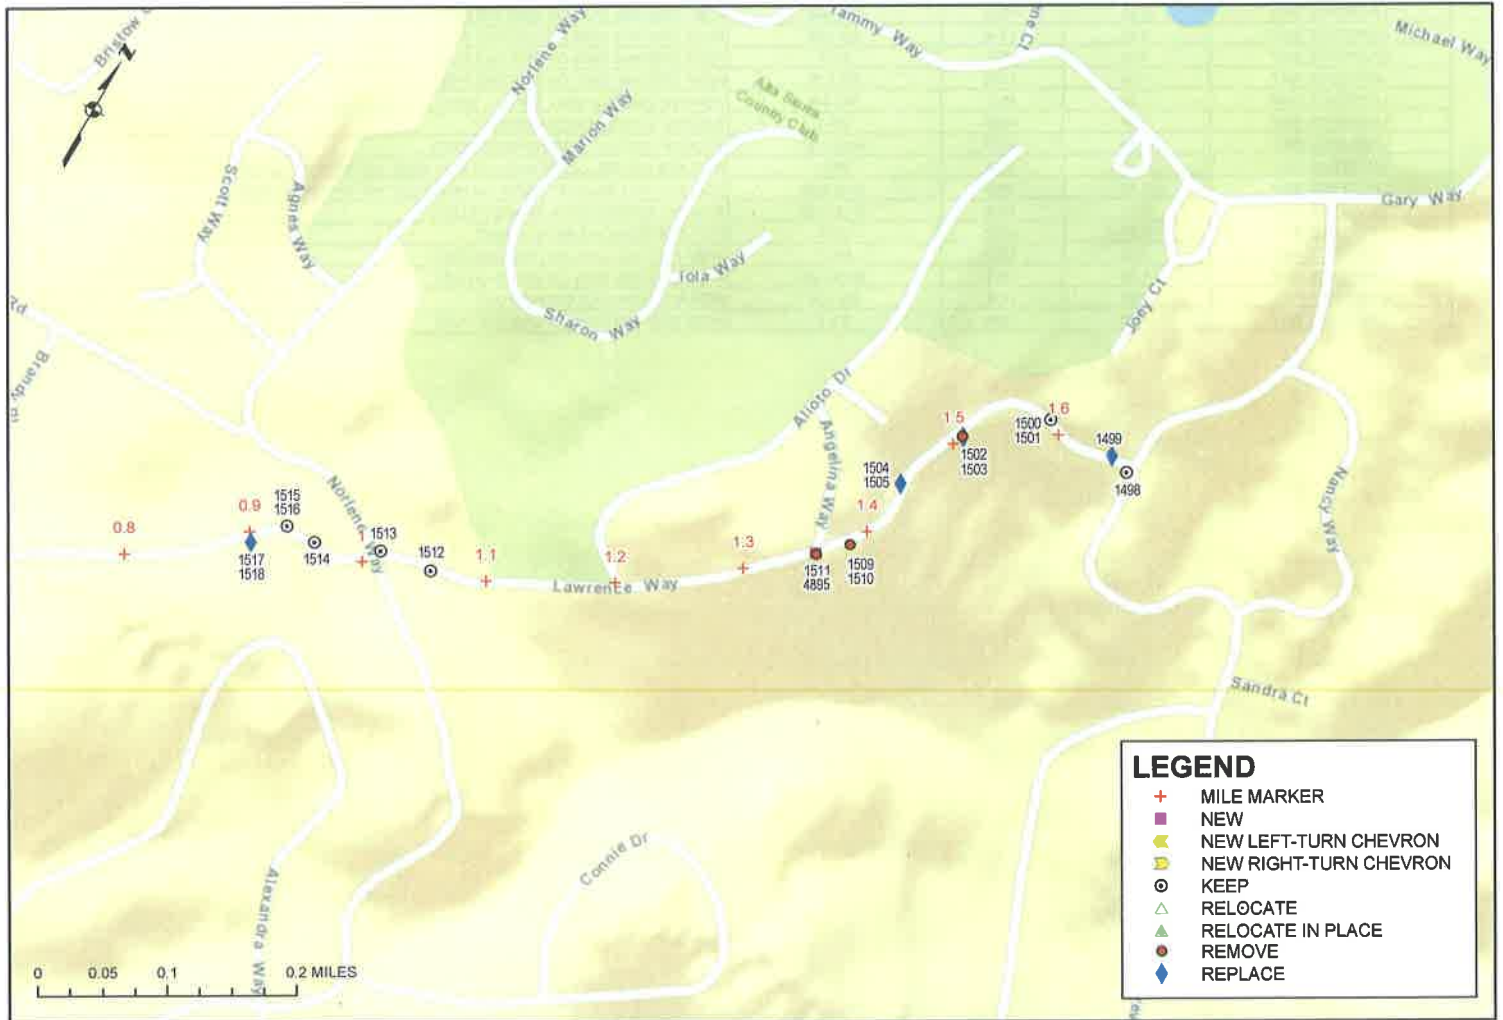 Bristow
Norlene Way
Tammy Way
Michael Way
Z
Alta Sierra
Country Club
Marion Way
Scott Way
Agnes Way
Gary Way
Iola Way
Sharon Way
Joey Ct
Rd
Brandy
Alioto Dr
Angelina Way
Norlene Way
Nancy Way
0.8
0.9
1517
1518
1515
1516
1514
1
1513
1512
1.1
1.2
Lawrence Way
1.3
1511
4895
1509
1510
1.4
1504
1505
1.5
1502
1503
1500
1501
1.6
1499
1498
Sandra Ct
Connie Dr
Alexandra Way
0 0.05 0.1 0.2 MILES
LEGEND
MILE MARKER
NEW
NEW LEFT-TURN CHEVRON
NEW RIGHT-TURN CHEVRON
KEEP
RELOCATE
RELOCATE IN PLACE
REMOVE
REPLACE